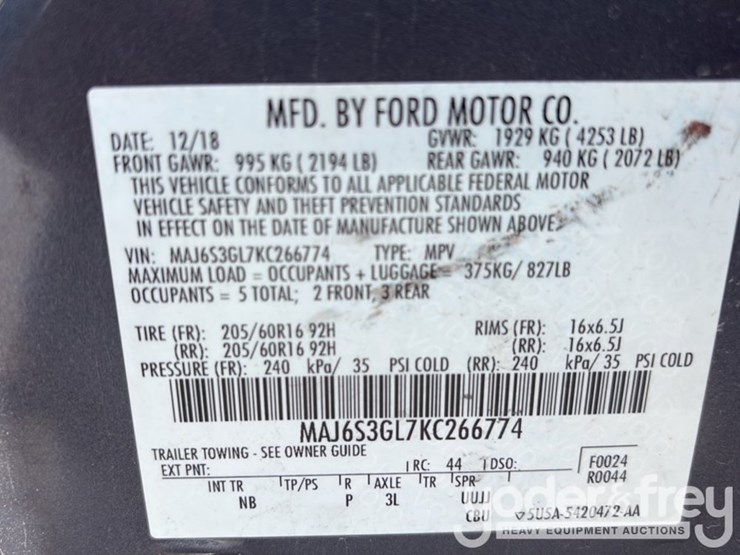 MFD. BY FORD MOTOR CO.
DATE: 12/18 GVWR: 1929 KG ( 4253 LB)
FRONT GAWR: 995 KG ( 2194 LB) REAR GAWR: 940 KG ( 2072 LB)
THIS VEHICLE CONFORMS TO ALL APPLICABLE FEDERAL MOTOR
VEHICLE SAFETY AND THEFT PREVENTION STANDARDS
IN EFFECT ON THE DATE OF MANUFACTURE SHOWN ABOVE.
VIN: MAJ6S3GL7KC266774 TYPE: MPV
MAXIMUM LOAD = OCCUPANTS + LUGGAGE = 375KG/ 827LB
OCCUPANTS = 5 TOTAL; 2 FRONT, 3 REAR
TIRE (FR): 205/60R16 92H RIMS (FR): 16x6.5J
(RR): 205/60R16 92H (RR): 16x6.5J
PRESSURE (FR): 240 kPa/ 35 PSI COLD (RR): 240 kPa/ 35 PSI COLD
MAJ6S3GL7KC266774
TRAILER TOWING - SEE OWNER GUIDE
EXT PNT: RC: 44 DSO: F0024
R0044
INT TR TP/PS R AXLE TR SPR
NB P 3L UUJJ
CBU 5U5A-5420472-AA
yoder&frey
HEAVY EQUIPMENT AUCTIONS